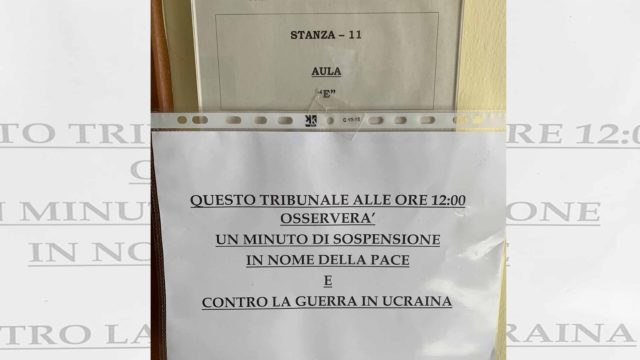 STANZA – 11
AULA
"E"
QUESTO TRIBUNALE ALLE ORE 12:00
OSSERVERA'
UN MINUTO DI SOSPENSIONE
IN NOME DELLA PACE
E
CONTRO LA GUERRA IN UCRAINA